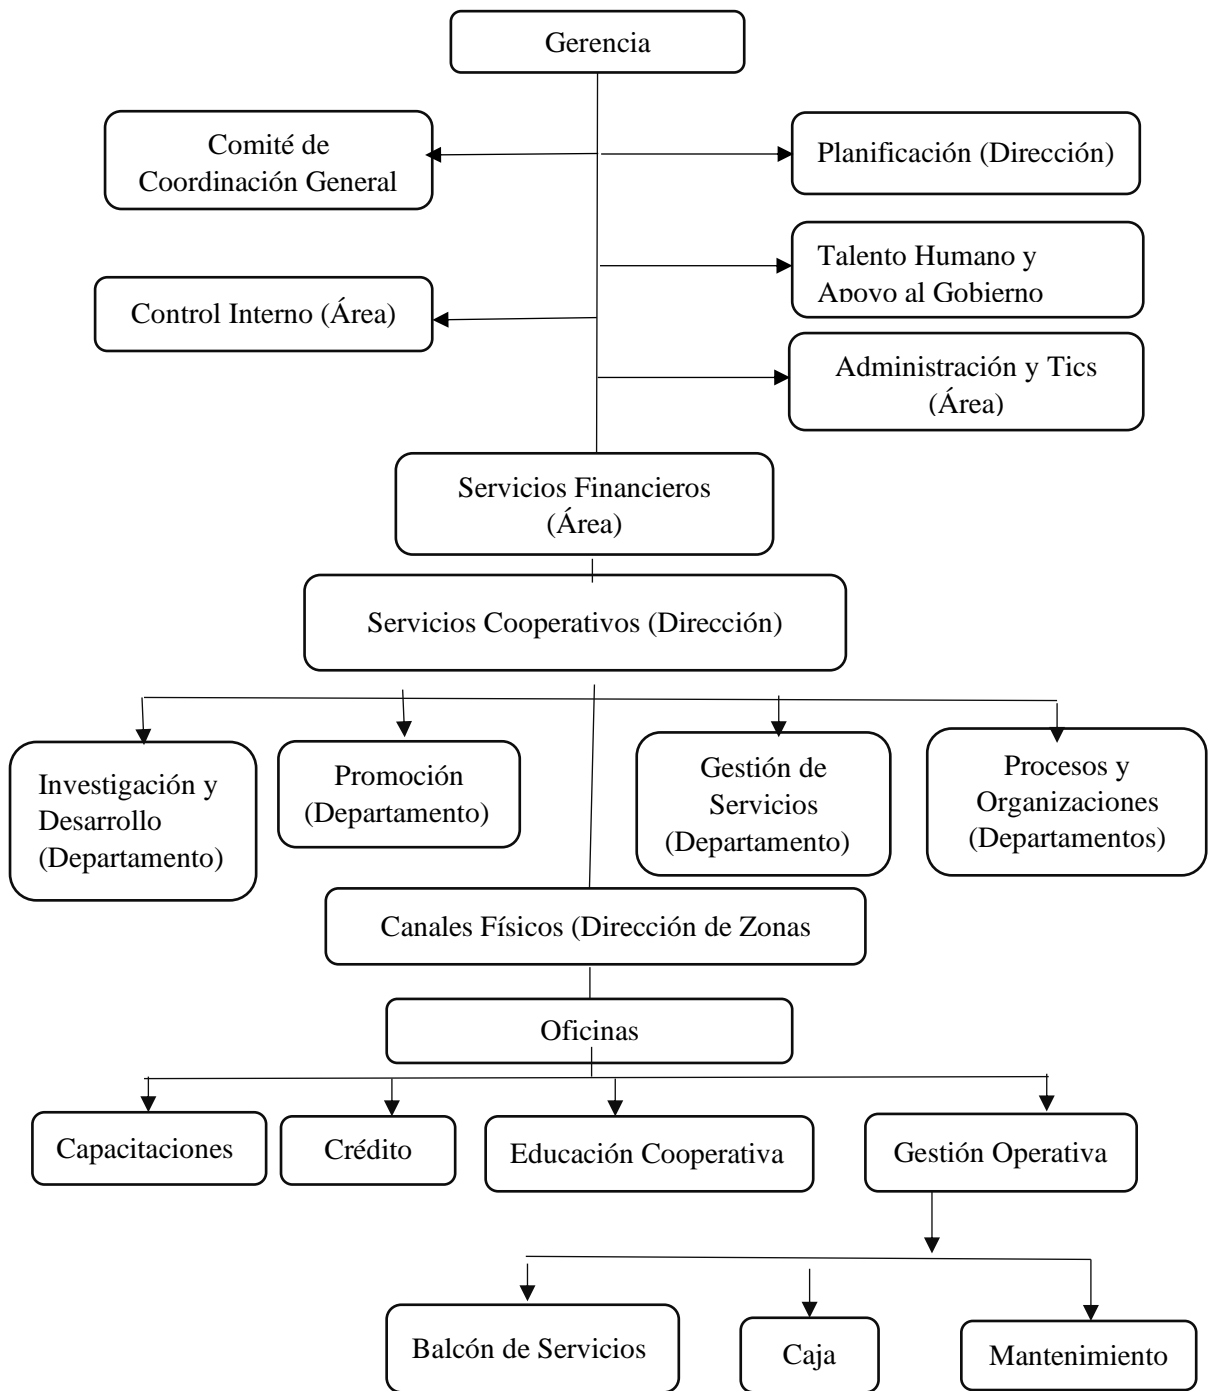 Gerencia
Comité de
Coordinación General
Planificación (Dirección)
Talento Humano y
Apoyo al Gobierno
Control Interno (Área)
Administración y Tics
(Área)
Servicios Financieros
(Área)
Servicios Cooperativos (Dirección)
Investigación y
Desarrollo
(Departamento)
Promoción
(Departamento)
Gestión de
Servicios
(Departamento)
Procesos y
Organizaciones
(Departamentos)
Canales Físicos (Dirección de Zonas
Oficinas
Capacitaciones
Crédito
Educación Cooperativa
Gestión Operativa
Balcón de Servicios
Caja
Mantenimiento